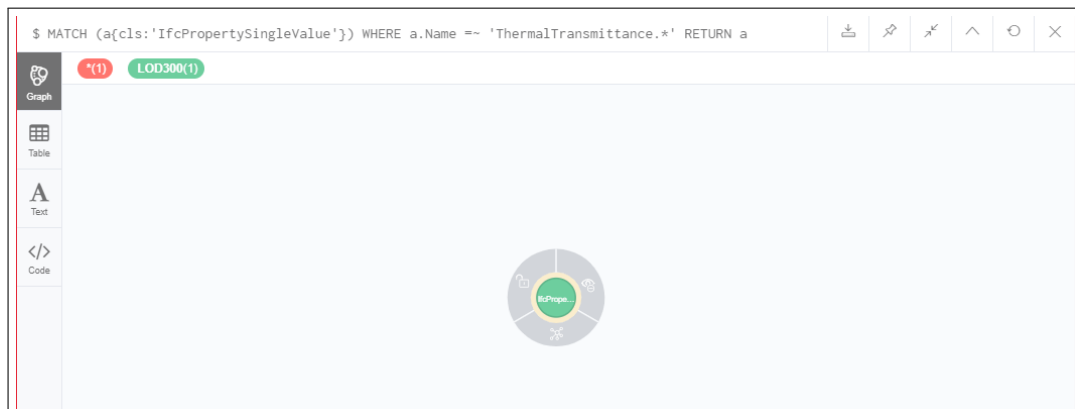 $ MATCH (a{cls:'IfcPropertySingleValue'}) WHERE a.Name =~ 'ThermalTransmittance.*' RETURN a
*(1) LOD300(1)
Graph
Table
A
Text
</>
Code
IfcPrope...